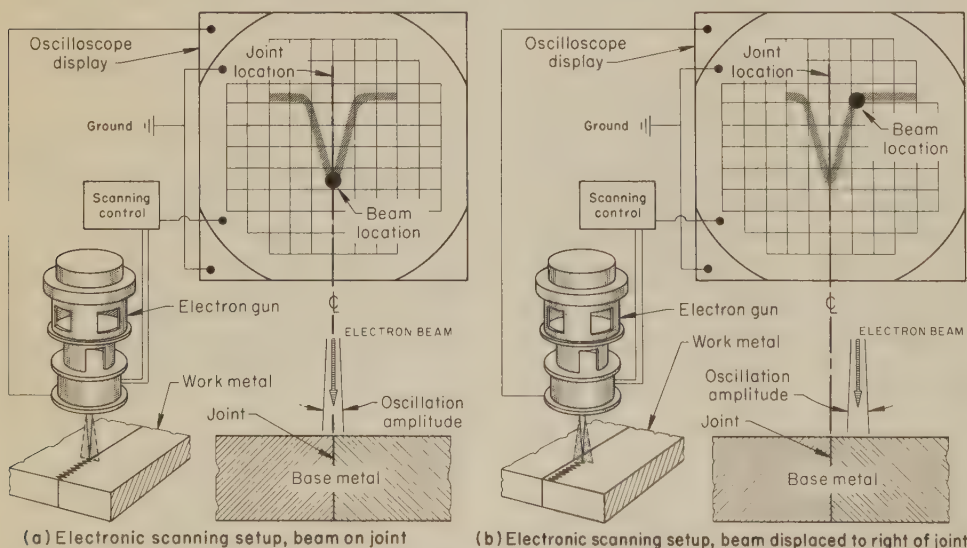 Oscilloscope
display
Joint
location
Ground
Scanning
control
Beam
location
Electron gun
℄
ELECTRON BEAM
Work metal
Oscillation
amplitude
Joint
Base metal
(a) Electronic scanning setup, beam on joint
Oscilloscope
display
Joint
location
Ground
Beam
location
Scanning
control
Electron gun
℄
ELECTRON BEAM
Work metal
Oscillation
amplitude
Joint
Base metal
(b) Electronic scanning setup, beam displaced to right of joint